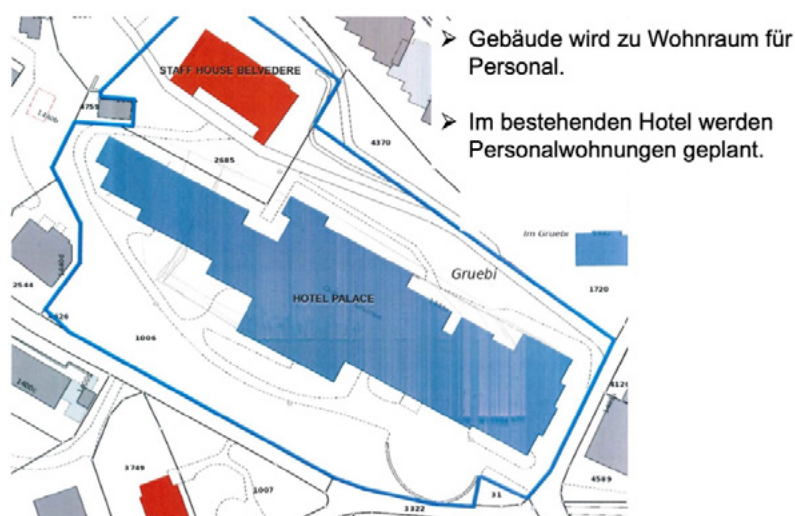 ➤ Gebäude wird zu Wohnraum für
Personal.
➤ Im bestehenden Hotel werden
Personalwohnungen geplant.
STAFF HOUSE BELVEDERE
4759
4370
2685
Im Gruebi
Gruebi
1720
HOTEL PALACE
2544
1006
3749
1007
4589
31
3322